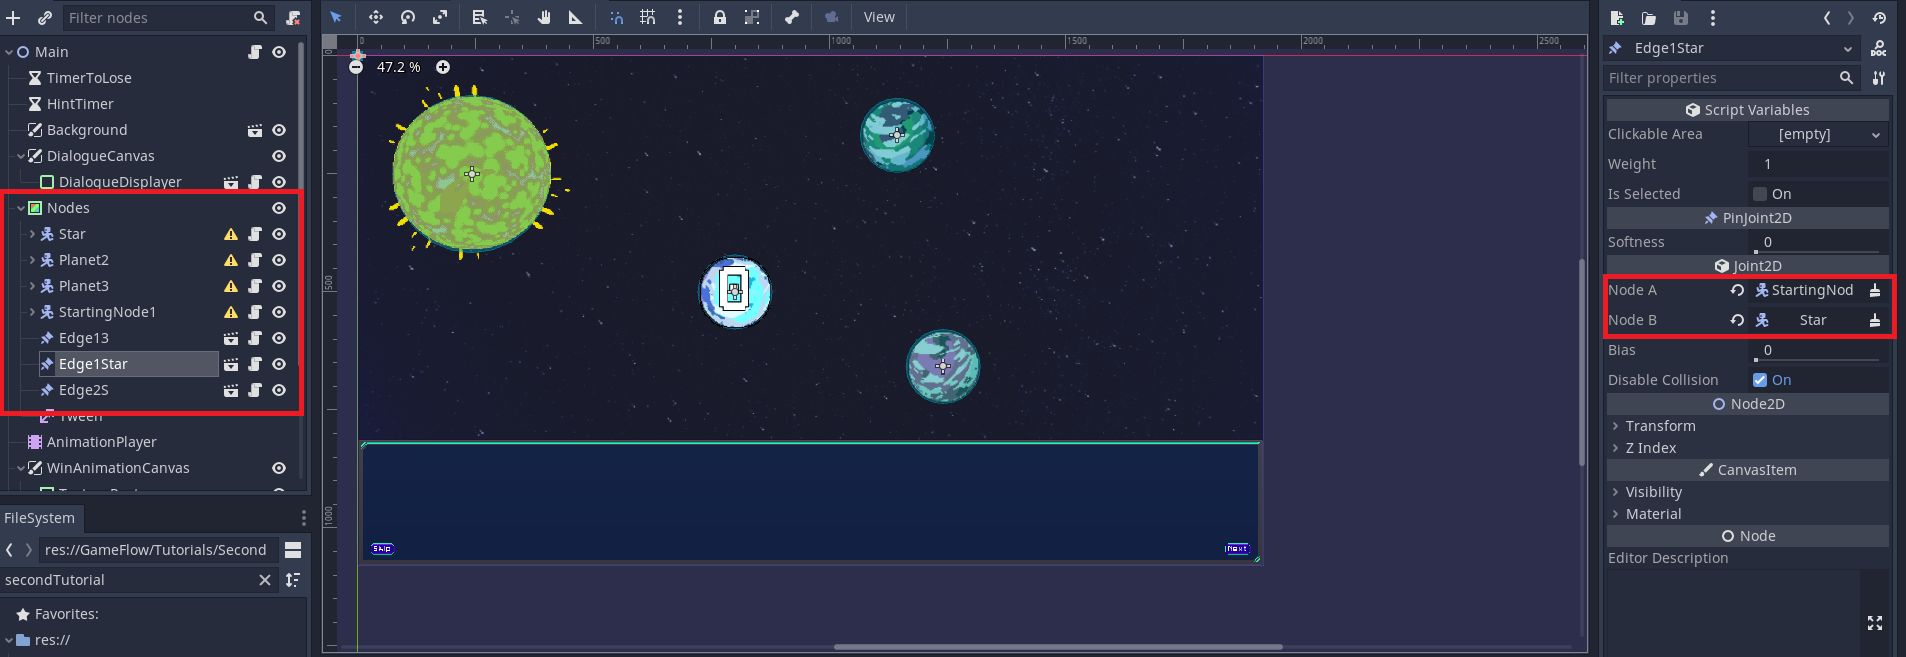 Filter nodes
Main
TimerToLose
HintTimer
Background
DialogueCanvas
DialogueDisplayer
Nodes
Star
Planet2
Planet3
StartingNode1
Edge13
Edge1Star
Edge2S
Tween
AnimationPlayer
WinAnimationCanvas
FileSystem
res://GameFlow/Tutorials/Second
secondTutorial
Favorites:
res://
View
0
500
1000
1500
2000
2500
47.2 %
0
500
1000
Skip
Next
Edge1Star
Filter properties
Script Variables
Clickable Area [empty]
Weight 1
Is Selected On
PinJoint2D
Softness 0
Joint2D
Node A StartingNod
Node B Star
Bias 0
Disable Collision On
Node2D
Transform
Z Index
CanvasItem
Visibility
Material
Node
Editor Description